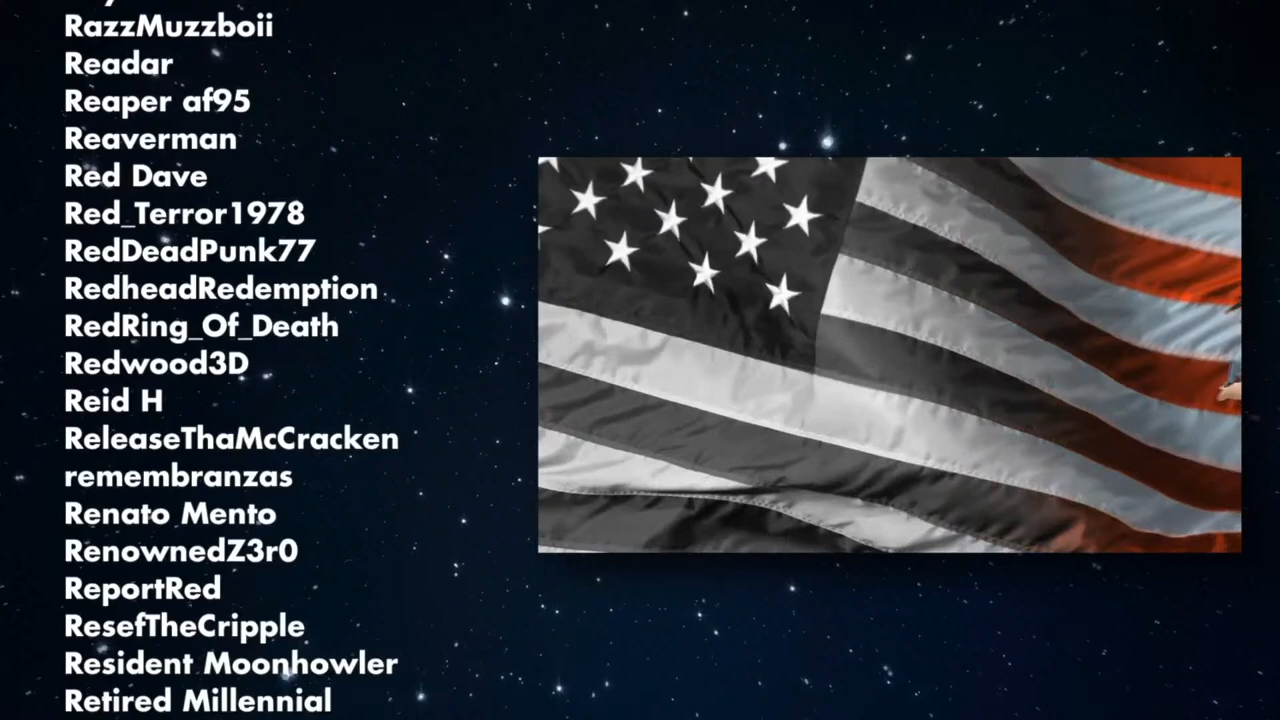 RazzMuzzboii
Readar
Reaper af95
Reaverman
Red Dave
Red_Terror1978
RedDeadPunk77
RedheadRedemption
RedRing_Of_Death
Redwood3D
Reid H
ReleaseThaMcCracken
remembranzas
Renato Mento
RenownedZ3r0
ReportRed
ResefTheCripple
Resident Moonhowler
Retired Millennial